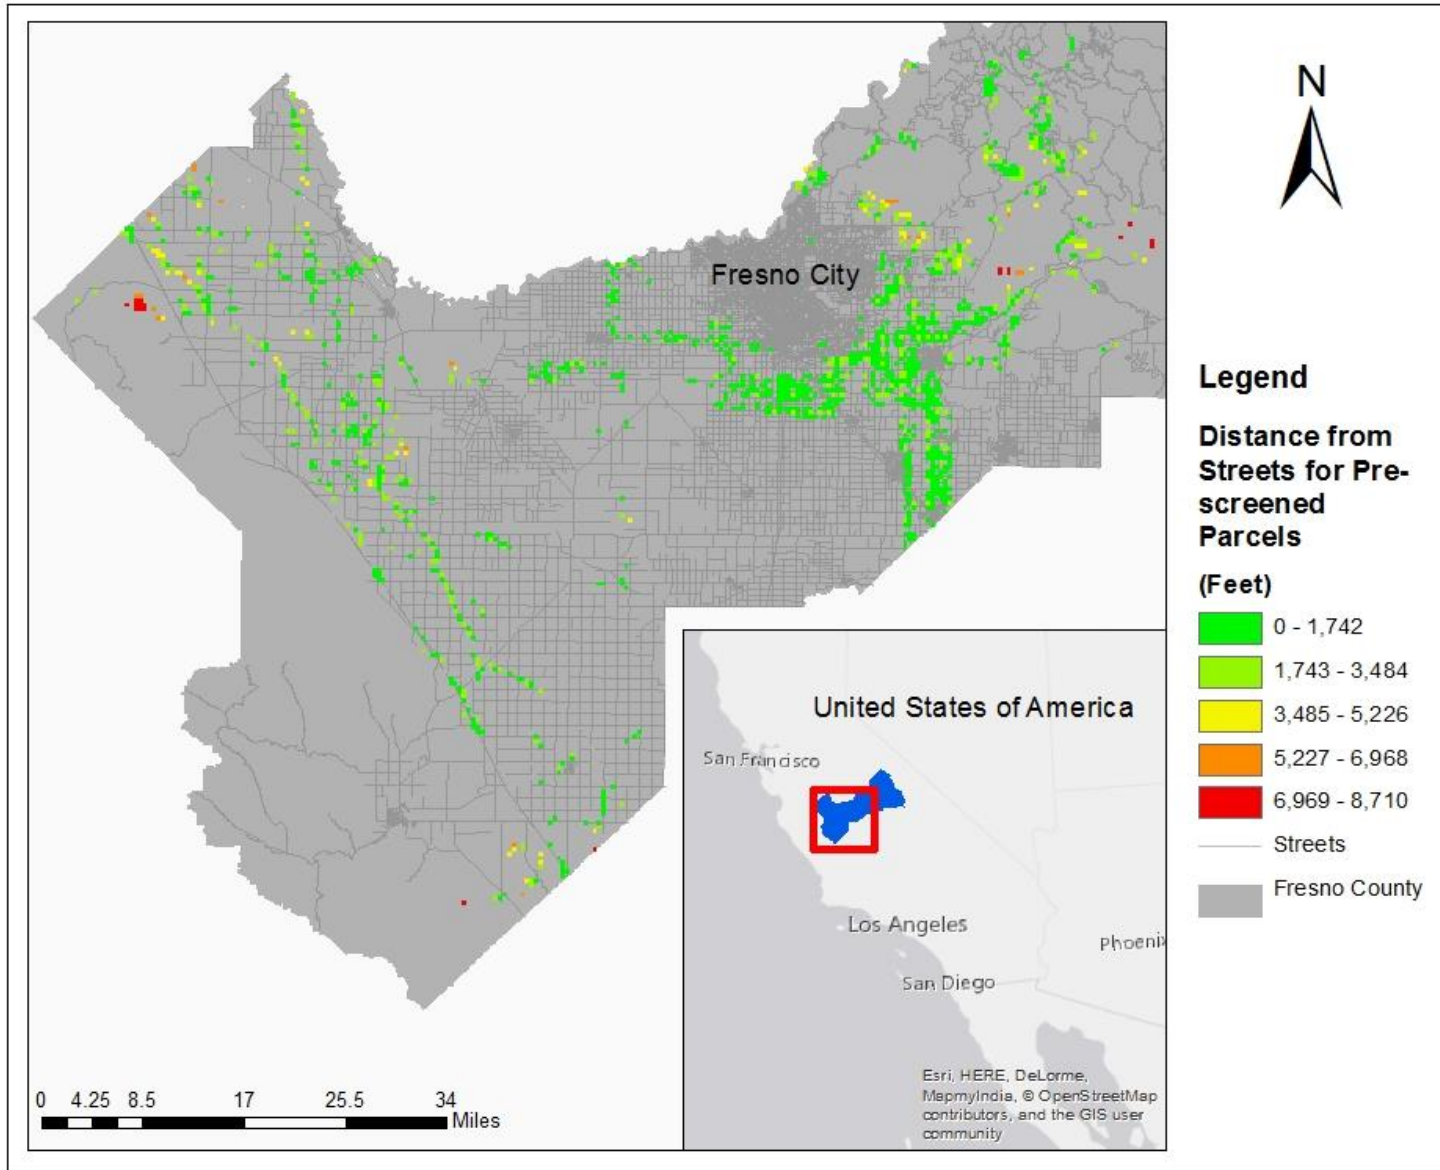 N
Fresno City
Legend
Distance from
Streets for Pre-
screened
Parcels
(Feet)
0 - 1,742
1,743 - 3,484
3,485 - 5,226
5,227 - 6,968
6,969 - 8,710
Streets
Fresno County
United States of America
San Francisco
Los Angeles
Phoenix
San Diego
Esri, HERE, DeLorme,
MapmyIndia, © OpenStreetMap
contributors, and the GIS user
community
0 4.25 8.5 17 25.5 34
Miles